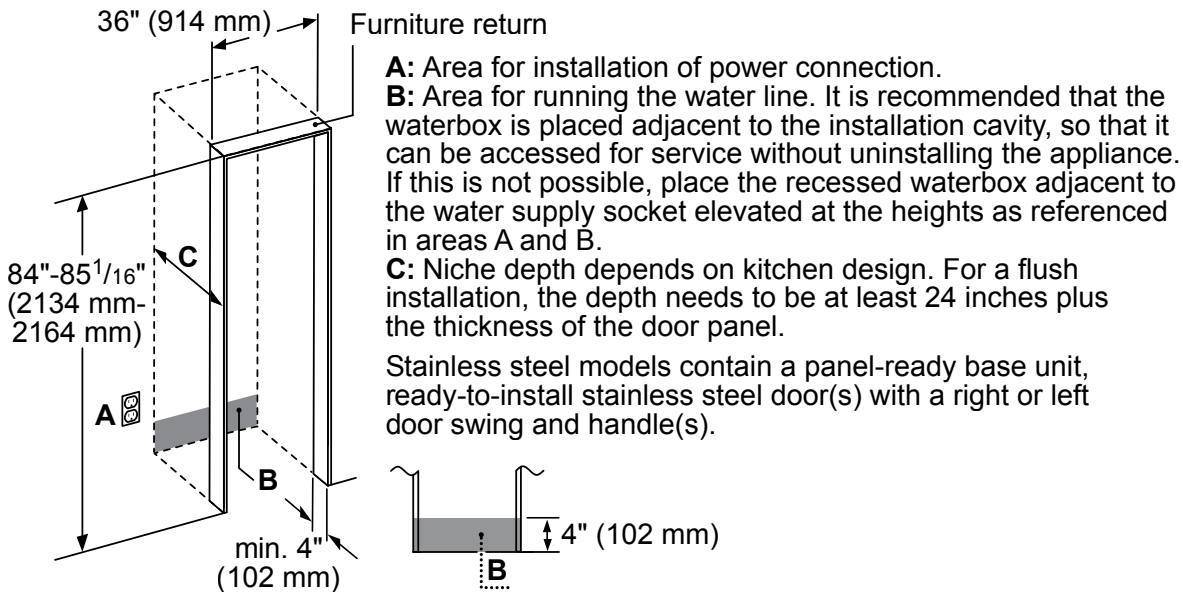 36" (914 mm)
Furniture return
A: Area for installation of power connection.
B: Area for running the water line. It is recommended that the
waterbox is placed adjacent to the installation cavity, so that it
can be accessed for service without uninstalling the appliance.
If this is not possible, place the recessed waterbox adjacent to
the water supply socket elevated at the heights as referenced
in areas A and B.
C: Niche depth depends on kitchen design. For a flush
installation, the depth needs to be at least 24 inches plus
the thickness of the door panel.
Stainless steel models contain a panel-ready base unit,
ready-to-install stainless steel door(s) with a right or left
door swing and handle(s).
C
84"-85 1/16"
(2134 mm-
2164 mm)
A
B
min. 4"
(102 mm)
4" (102 mm)
B